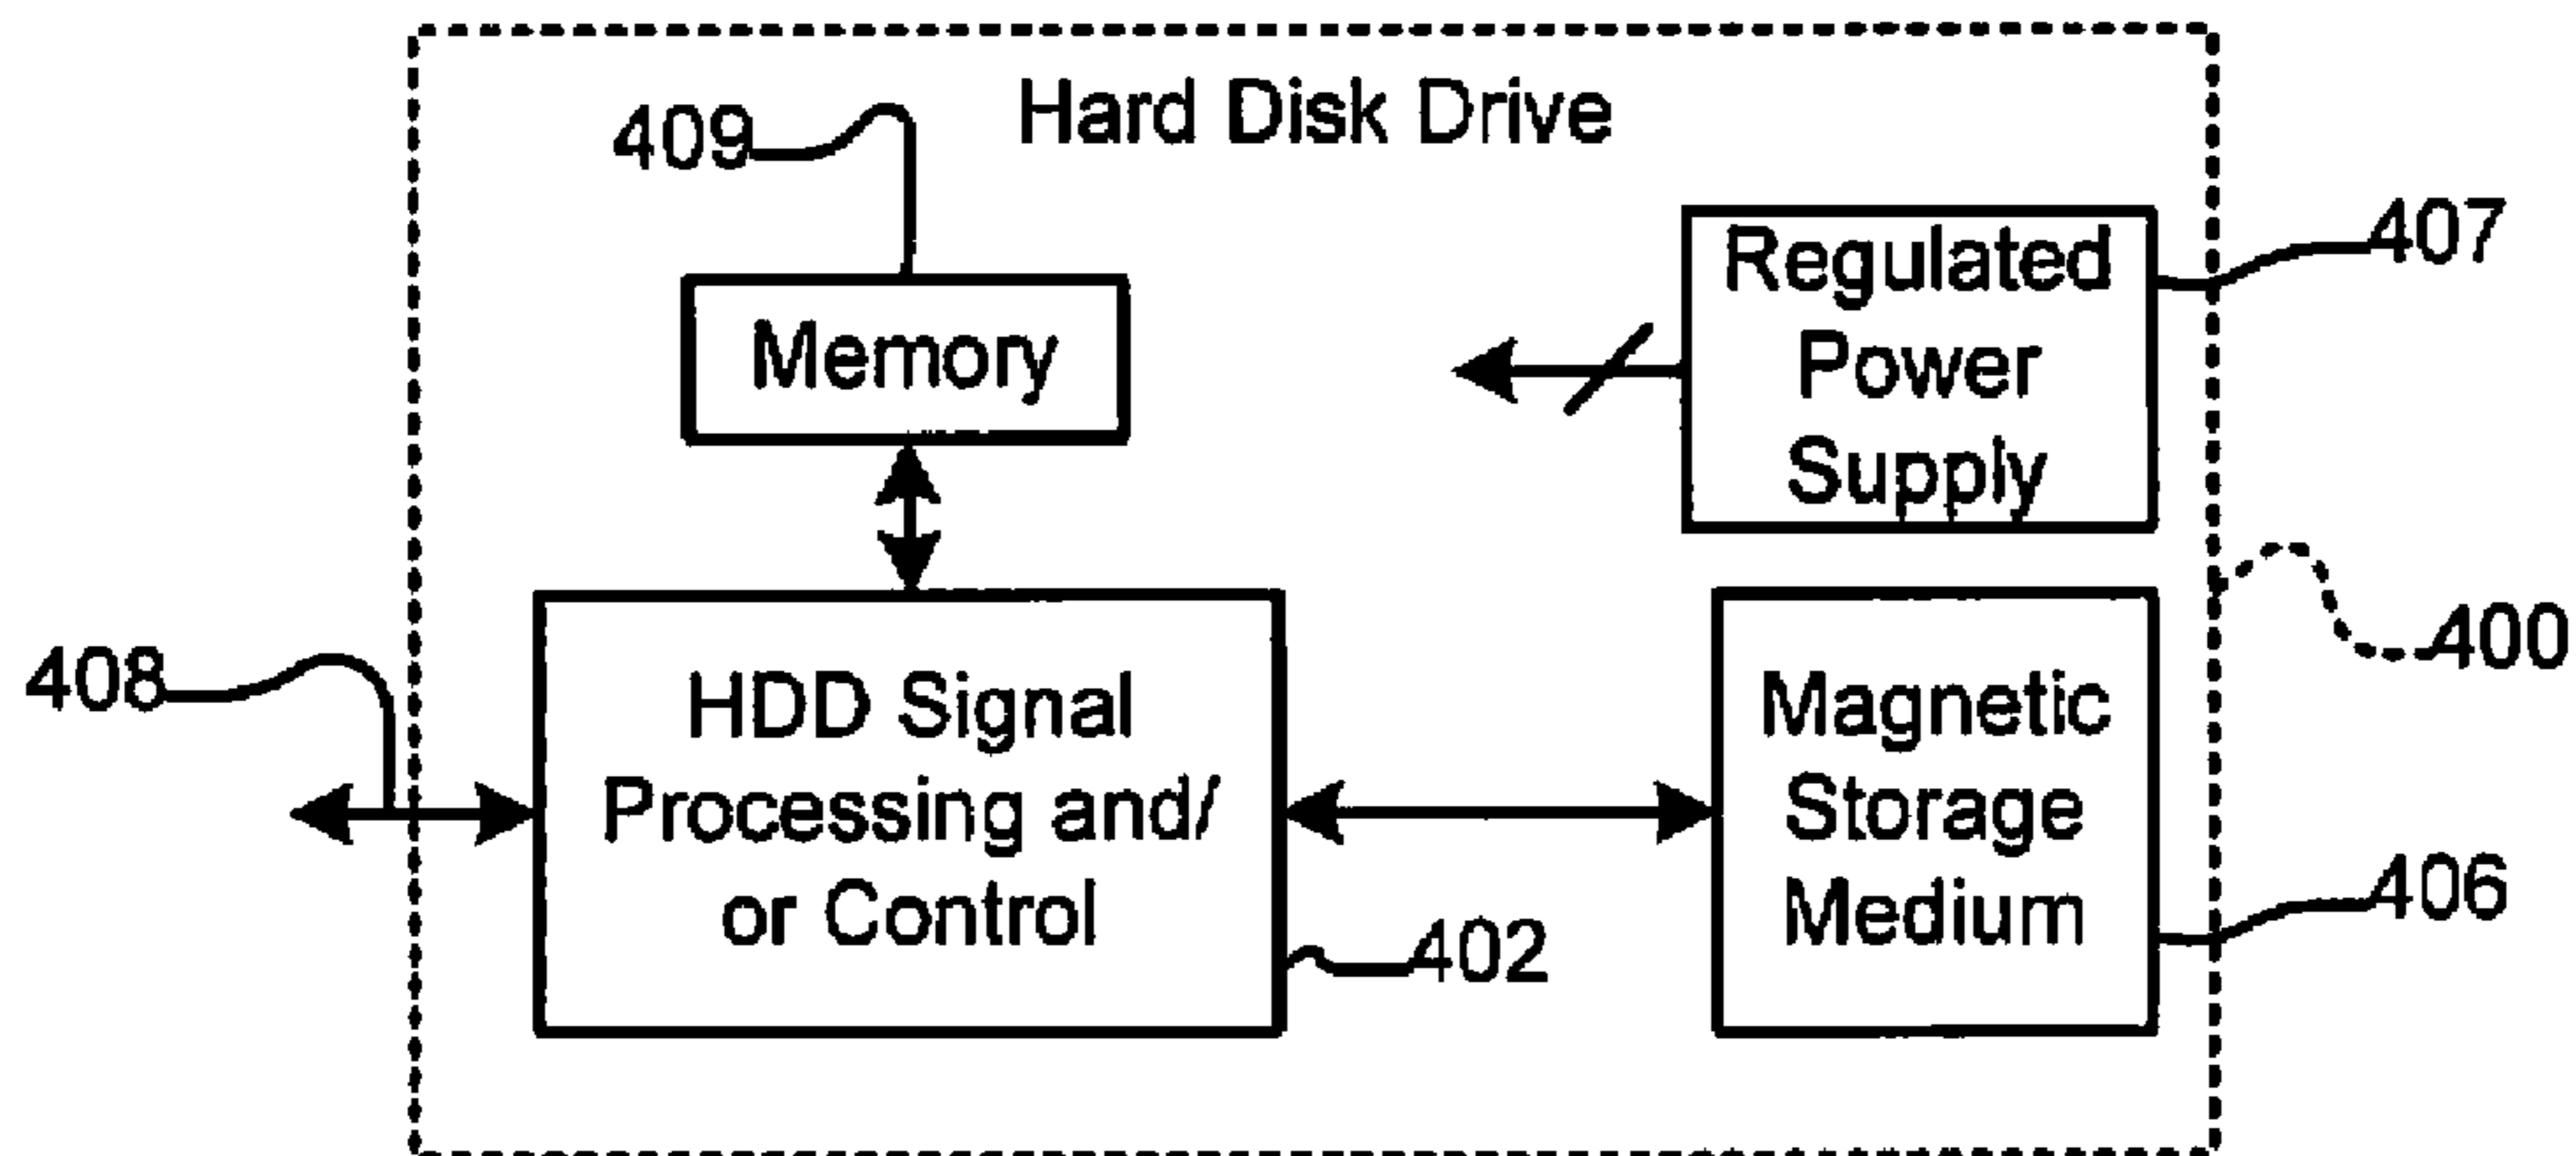 Hard Disk Drive
409
Memory
Regulated
Power
Supply
407
400
408
HDD Signal
Processing and/
or Control
402
Magnetic
Storage
Medium
406